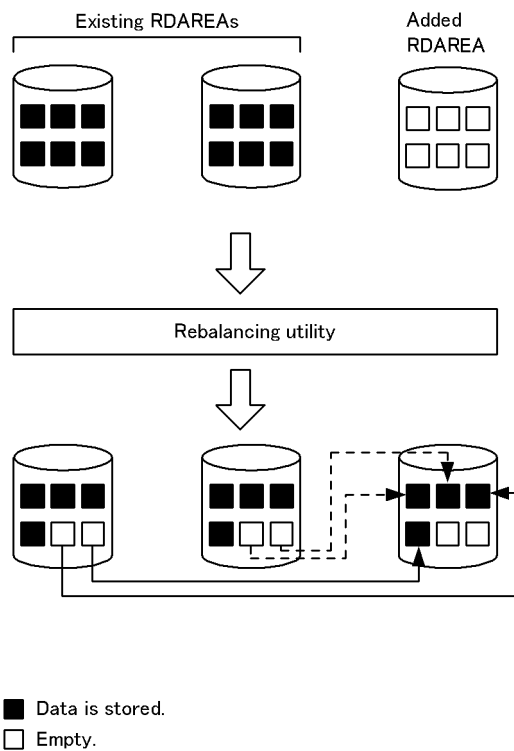 Existing RDAREAs
Added
RDAREA
Rebalancing utility
Data is stored.
Empty.